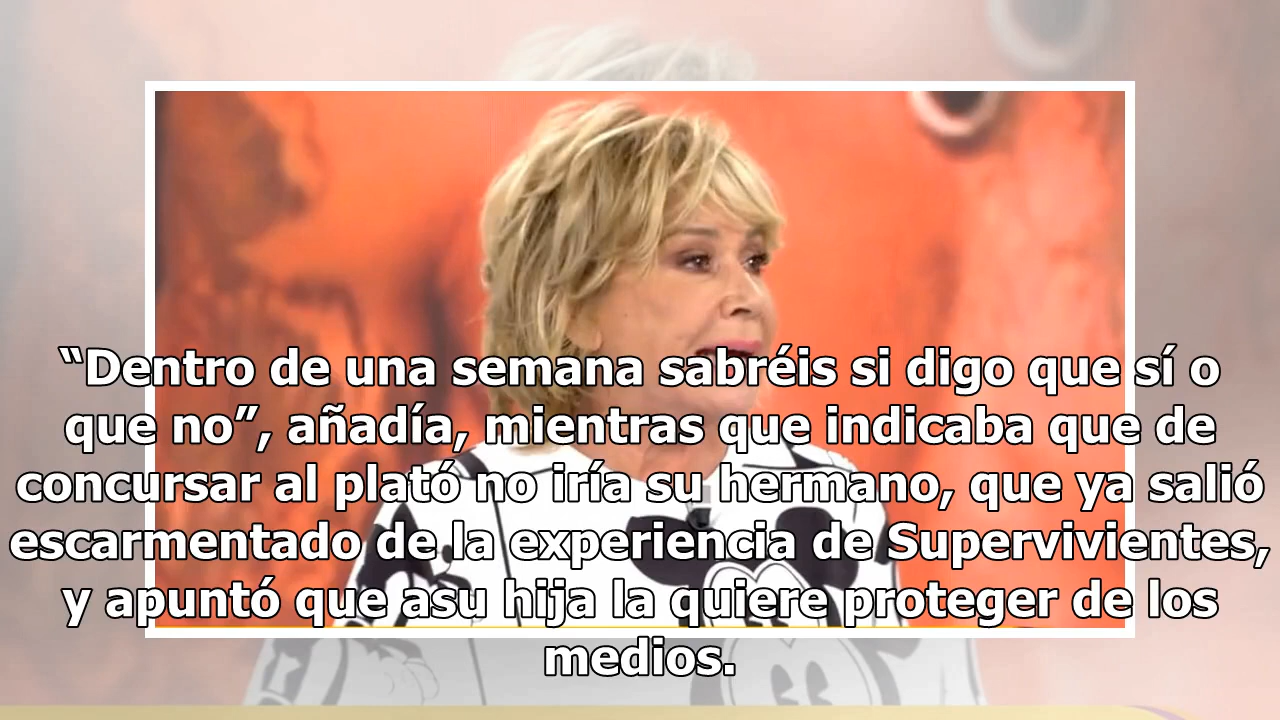 “Dentro de una semana sabréis si digo que sí o
que no”, añadía, mientras que indicaba que de
concursar al plató no iría su hermano, que ya salió
escarmentado de la experiencia de Supervivientes,
y apuntó que asu hija la quiere proteger de los
medios.